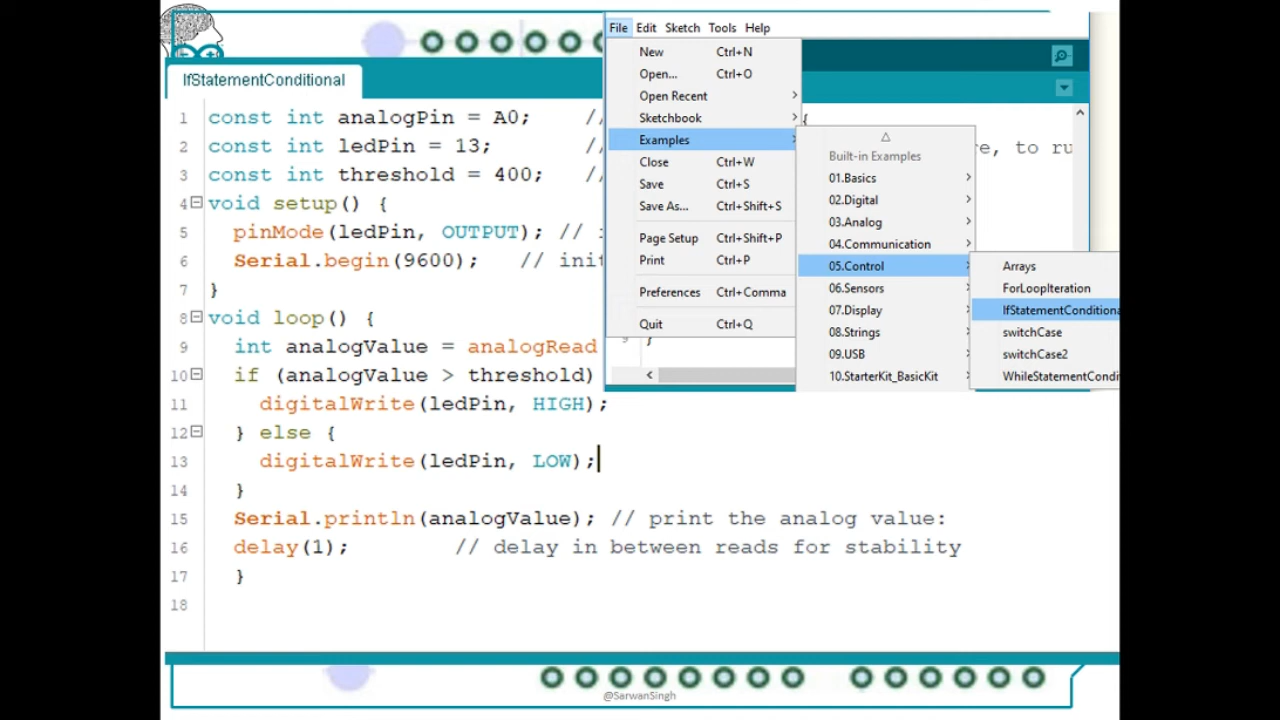 IfStatementConditional
1 const int analogPin = A0; //
2 const int ledPin = 13; //
3 const int threshold = 400; //
4 void setup() {
5 pinMode(ledPin, OUTPUT); //
6 Serial.begin(9600); // init
7 }
8 void loop() {
9 int analogValue = analogRead
10 if (analogValue > threshold)
11 digitalWrite(ledPin, HIGH);
12 } else {
13 digitalWrite(ledPin, LOW);
14 }
15 Serial.println(analogValue); // print the analog value:
16 delay(1); // delay in between reads for stability
17 }
18
File Edit Sketch Tools Help
New Ctrl+N
Open... Ctrl+O
Open Recent
Sketchbook
Examples
Close Ctrl+W
Save Ctrl+S
Save As... Ctrl+Shift+S
Page Setup Ctrl+Shift+P
Print Ctrl+P
Preferences Ctrl+Comma
Quit Ctrl+Q
{
e, to ru
9 }
Built-in Examples
01.Basics
02.Digital
03.Analog
04.Communication
05.Control
06.Sensors
07.Display
08.Strings
09.USB
10.StarterKit_BasicKit
Arrays
ForLoopIteration
IfStatementConditiona
switchCase
switchCase2
WhileStatementCondi
@SarwanSingh